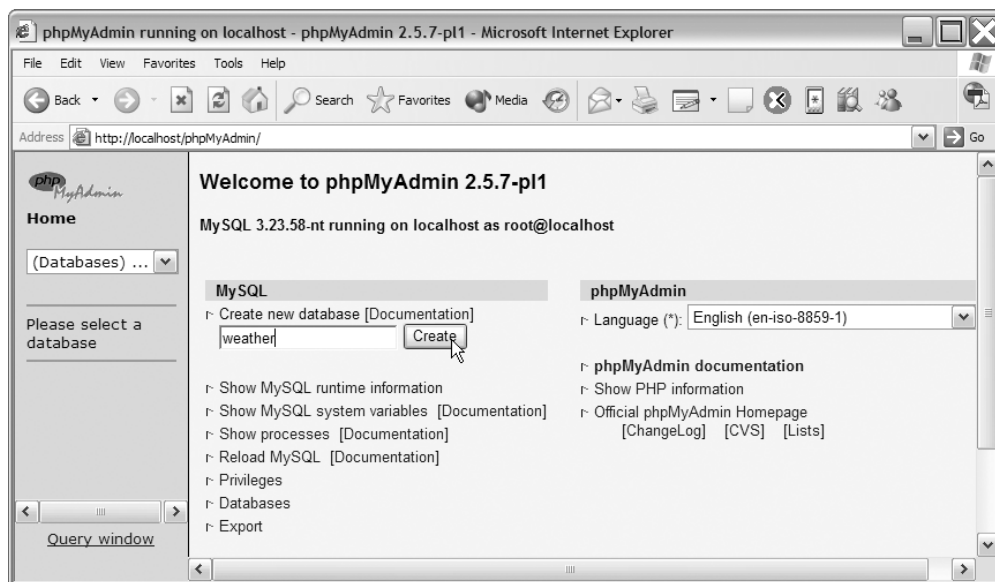 phpMyAdmin running on localhost - phpMyAdmin 2.5.7-pl1 - Microsoft Internet Explorer
File Edit View Favorites Tools Help
Back Search Favorites Media
Address http://localhost/phpMyAdmin/ Go
php
MyAdmin
Home
(Databases) ...
Please select a
database
Query window
Welcome to phpMyAdmin 2.5.7-pl1
MySQL 3.23.58-nt running on localhost as root@localhost
MySQL
Create new database [Documentation]
weather Create
Show MySQL runtime information
Show MySQL system variables [Documentation]
Show processes [Documentation]
Reload MySQL [Documentation]
Privileges
Databases
Export
phpMyAdmin
Language (*): English (en-iso-8859-1)
phpMyAdmin documentation
Show PHP information
Official phpMyAdmin Homepage
[ChangeLog] [CVS] [Lists]